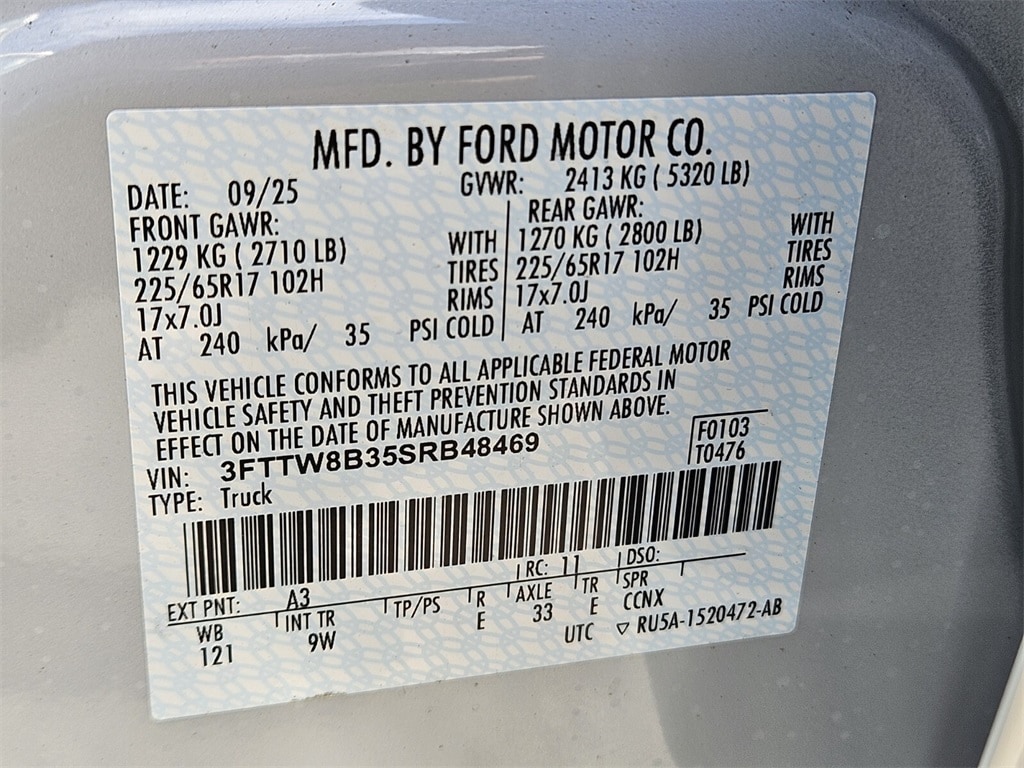 MFD. BY FORD MOTOR CO.
DATE: 09/25 GVWR: 2413 KG ( 5320 LB)
FRONT GAWR: REAR GAWR:
1229 KG ( 2710 LB) WITH 1270 KG ( 2800 LB) WITH
225/65R17 102H TIRES 225/65R17 102H TIRES
17x7.0J RIMS 17x7.0J RIMS
AT 240 kPa/ 35 PSI COLD AT 240 kPa/ 35 PSI COLD
THIS VEHICLE CONFORMS TO ALL APPLICABLE FEDERAL MOTOR
VEHICLE SAFETY AND THEFT PREVENTION STANDARDS IN
EFFECT ON THE DATE OF MANUFACTURE SHOWN ABOVE.
VIN: 3FTTW8B35SRB48469 F0103
TYPE: Truck T0476
EXT PNT: A3 RC: 11 DSO:
WB INT TR TP/PS R AXLE TR SPR
121 9W E 33 E CCNX
UTC ▽ RU5A-1520472-AB